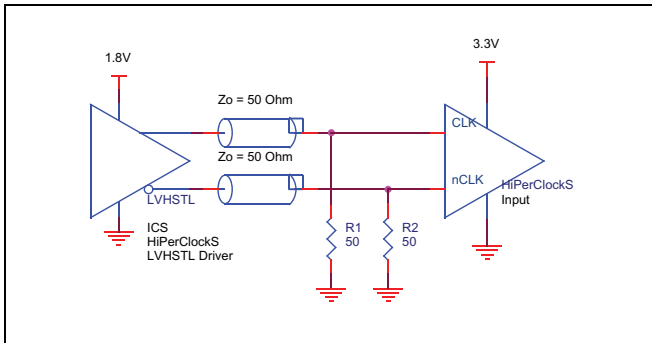 1.8V
3.3V
Zo = 50 Ohm
CLK
Zo = 50 Ohm
nCLK
LVHSTL
HiPerClockS
Input
ICS
HiPerClockS
LVHSTL Driver
R1
50
R2
50